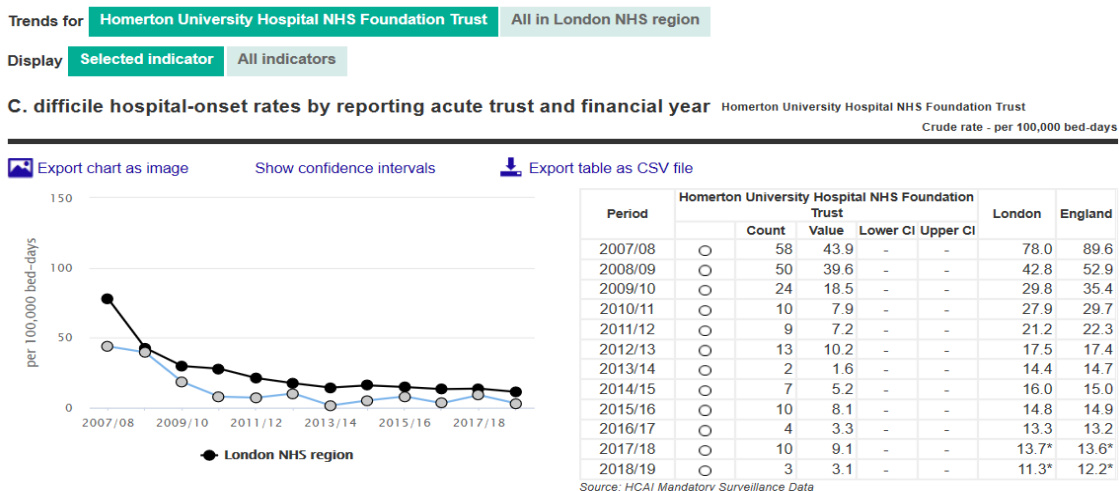 Trends for Homerton University Hospital NHS Foundation Trust All in London NHS region
Display Selected indicator All indicators
C. difficile hospital-onset rates by reporting acute trust and financial year Homerton University Hospital NHS Foundation Trust
Crude rate - per 100,000 bed-days
Export chart as image Show confidence intervals Export table as CSV file
150
100
50
0
per 100,000 bed-days
2007/08 2009/10 2011/12 2013/14 2015/16 2017/18
London NHS region
Period Homerton University Hospital NHS Foundation Trust London England
Count Value Lower CI Upper CI
2007/08 58 43.9 - - 78.0 89.6
2008/09 50 39.6 - - 42.8 52.9
2009/10 24 18.5 - - 29.8 35.4
2010/11 10 7.9 - - 27.9 29.7
2011/12 9 7.2 - - 21.2 22.3
2012/13 13 10.2 - - 17.5 17.4
2013/14 2 1.6 - - 14.4 14.7
2014/15 7 5.2 - - 16.0 15.0
2015/16 10 8.1 - - 14.8 14.9
2016/17 4 3.3 - - 13.3 13.2
2017/18 10 9.1 - - 13.7* 13.6*
2018/19 3 3.1 - - 11.3* 12.2*
Source: HCAI Mandatory Surveillance Data